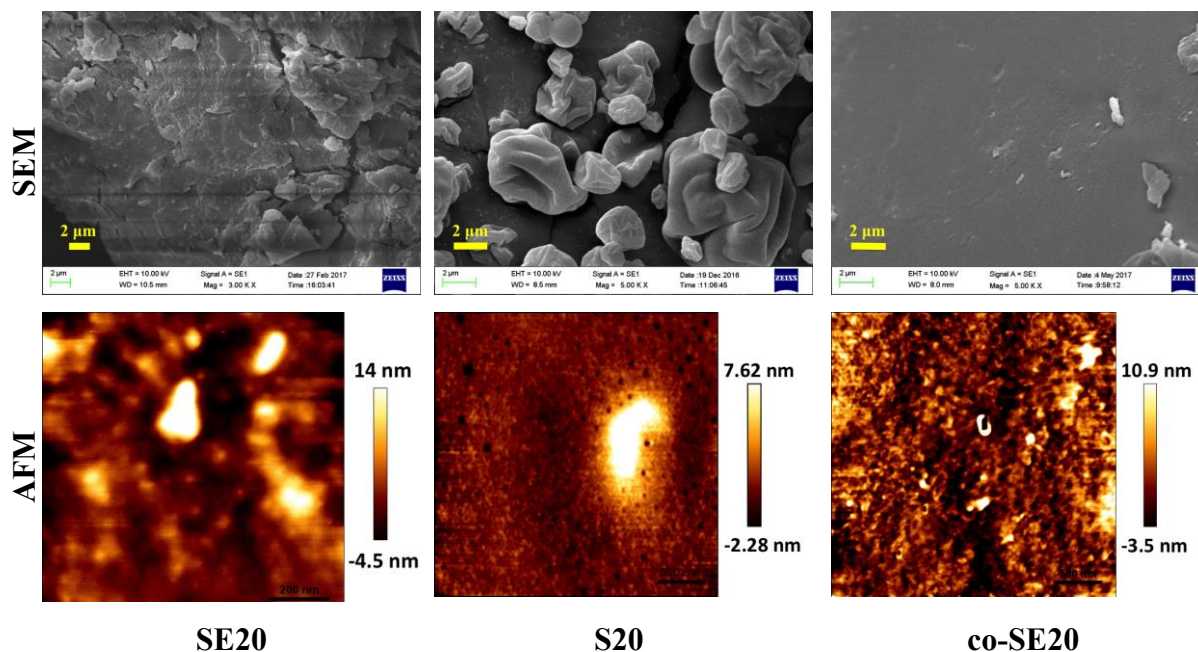 SEM
2 μm
2 μm
2 μm
2 µm EHT = 10.00 kV Signal A = SE1 Date :27 Feb 2017 ZEISS
WD = 10.5 mm Mag = 3.00 K X Time :16:03:41
2 µm EHT = 10.00 kV Signal A = SE1 Date :19 Dec 2016 ZEISS
WD = 8.5 mm Mag = 5.00 K X Time :11:06:45
2 µm EHT = 10.00 kV Signal A = SE1 Date :4 May 2017 ZEISS
WD = 8.0 mm Mag = 5.00 K X Time :9:58:12
AFM
14 nm
-4.5 nm
200 nm
7.62 nm
-2.28 nm
10.9 nm
-3.5 nm
SE20
S20
co-SE20